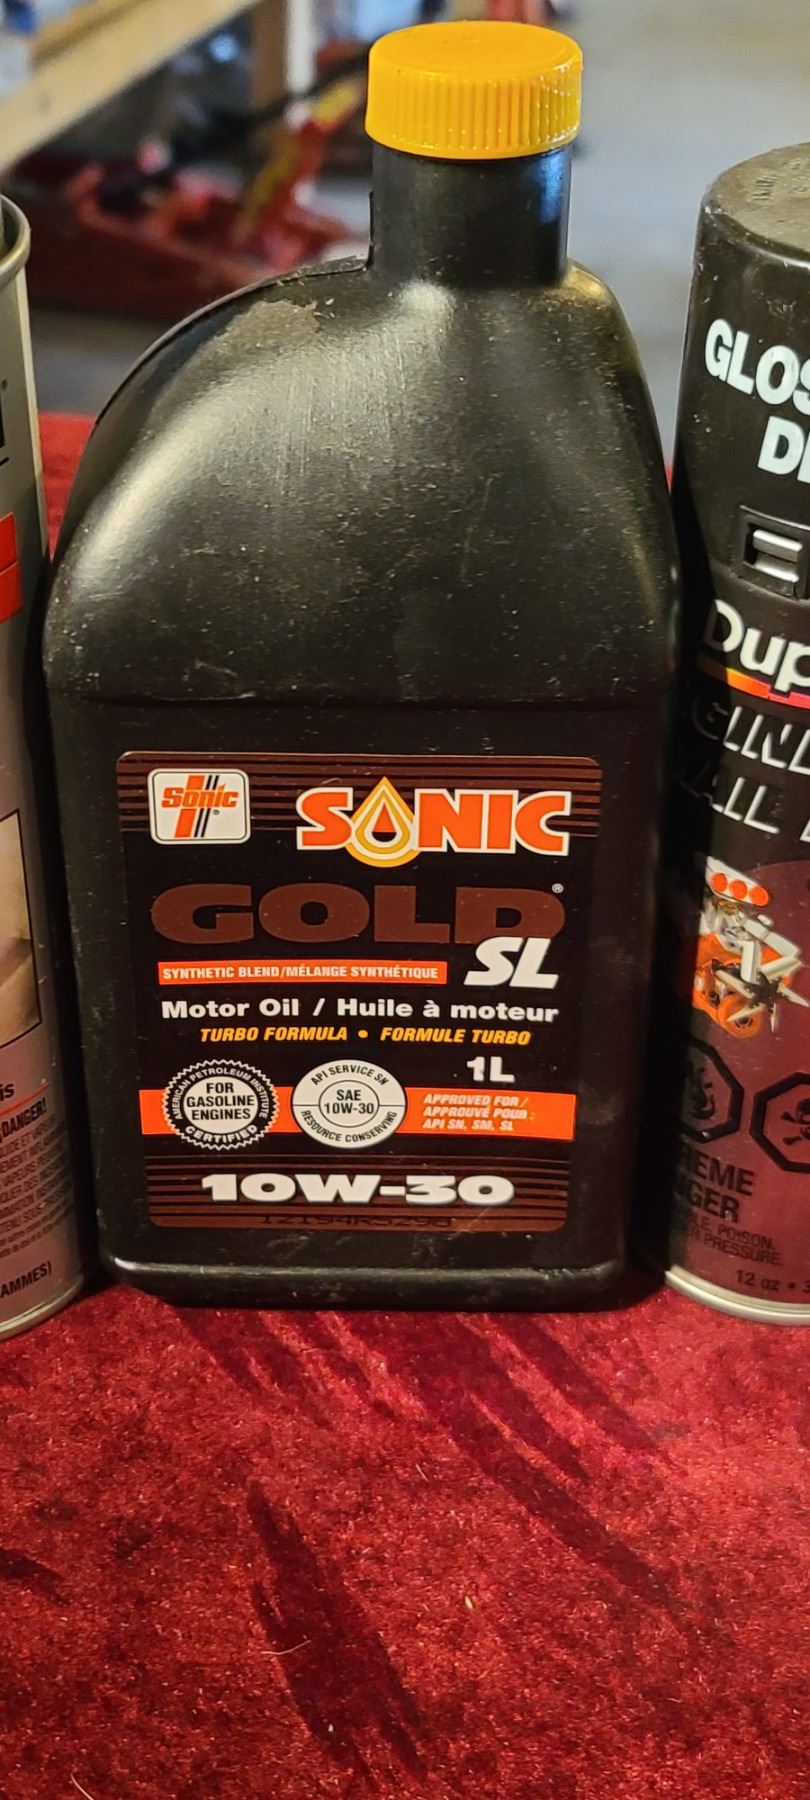 Sonic
SONIC
GOLD®
SL
SYNTHETIC BLEND/MÉLANGE SYNTHÉTIQUE
Motor Oil / Huile à moteur
TURBO FORMULA • FORMULE TURBO
1L
AMERICAN PETROLEUM INSTITUTE
FOR
GASOLINE
ENGINES
CERTIFIED
API SERVICE SN
SAE
10W-30
RESOURCE CONSERVING
APPROVED FOR/
APPROUVÉ POUR:
API SN, SM, SL
10W-30
DANGER!
AMMES)
GLOS
Dup
12 oz
POISON.
PRESSURE